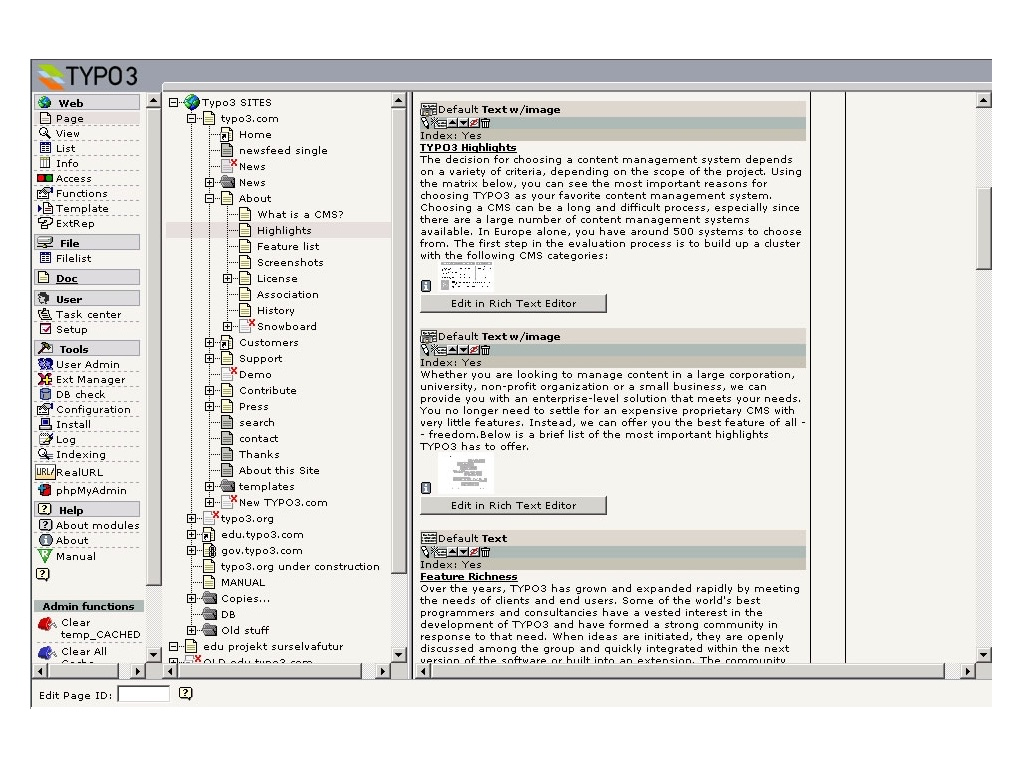 TYPO3
Web
Page
View
List
Info
Access
Functions
Template
ExtRep
File
Filelist
Doc
User
Task center
Setup
Tools
User Admin
Ext Manager
DB check
Configuration
Install
Log
Indexing
URL/ RealURL
phpMyAdmin
Help
About modules
About
Manual
Admin functions
Clear
temp_CACHED
Clear All
Cache
Typo3 SITES
typo3.com
Home
newsfeed single
News
News
About
What is a CMS?
Highlights
Feature list
Screenshots
License
Association
History
Snowboard
Customers
Support
Demo
Contribute
Press
search
contact
Thanks
About this Site
templates
New TYPO3.com
typo3.org
edu.typo3.com
gov.typo3.com
typo3.org under construction
MANUAL
Copies...
DB
Old stuff
edu projekt surselvafutur
OLD edu.typo3.com
Default Text w/image
Index: Yes
TYPO3 Highlights
The decision for choosing a content management system depends
on a variety of criteria, depending on the scope of the project. Using
the matrix below, you can see the most important reasons for
choosing TYPO3 as your favorite content management system.
Choosing a CMS can be a long and difficult process, especially since
there are a large number of content management systems
available. In Europe alone, you have around 500 systems to choose
from. The first step in the evaluation process is to build up a cluster
with the following CMS categories:
Edit in Rich Text Editor
Default Text w/image
Index: Yes
Whether you are looking to manage content in a large corporation,
university, non-profit organization or a small business, we can
provide you with an enterprise-level solution that meets your needs.
You no longer need to settle for an expensive proprietary CMS with
very little features. Instead, we can offer you the best feature of all -
- freedom.Below is a brief list of the most important highlights
TYPO3 has to offer.
Edit in Rich Text Editor
Default Text
Index: Yes
Feature Richness
Over the years, TYPO3 has grown and expanded rapidly by meeting
the needs of clients and end users. Some of the world's best
programmers and consultancies have a vested interest in the
development of TYPO3 and have formed a strong community in
response to that need. When ideas are initiated, they are openly
discussed among the group and quickly integrated within the next
version of the software or built into an extension. The community
Edit Page ID: